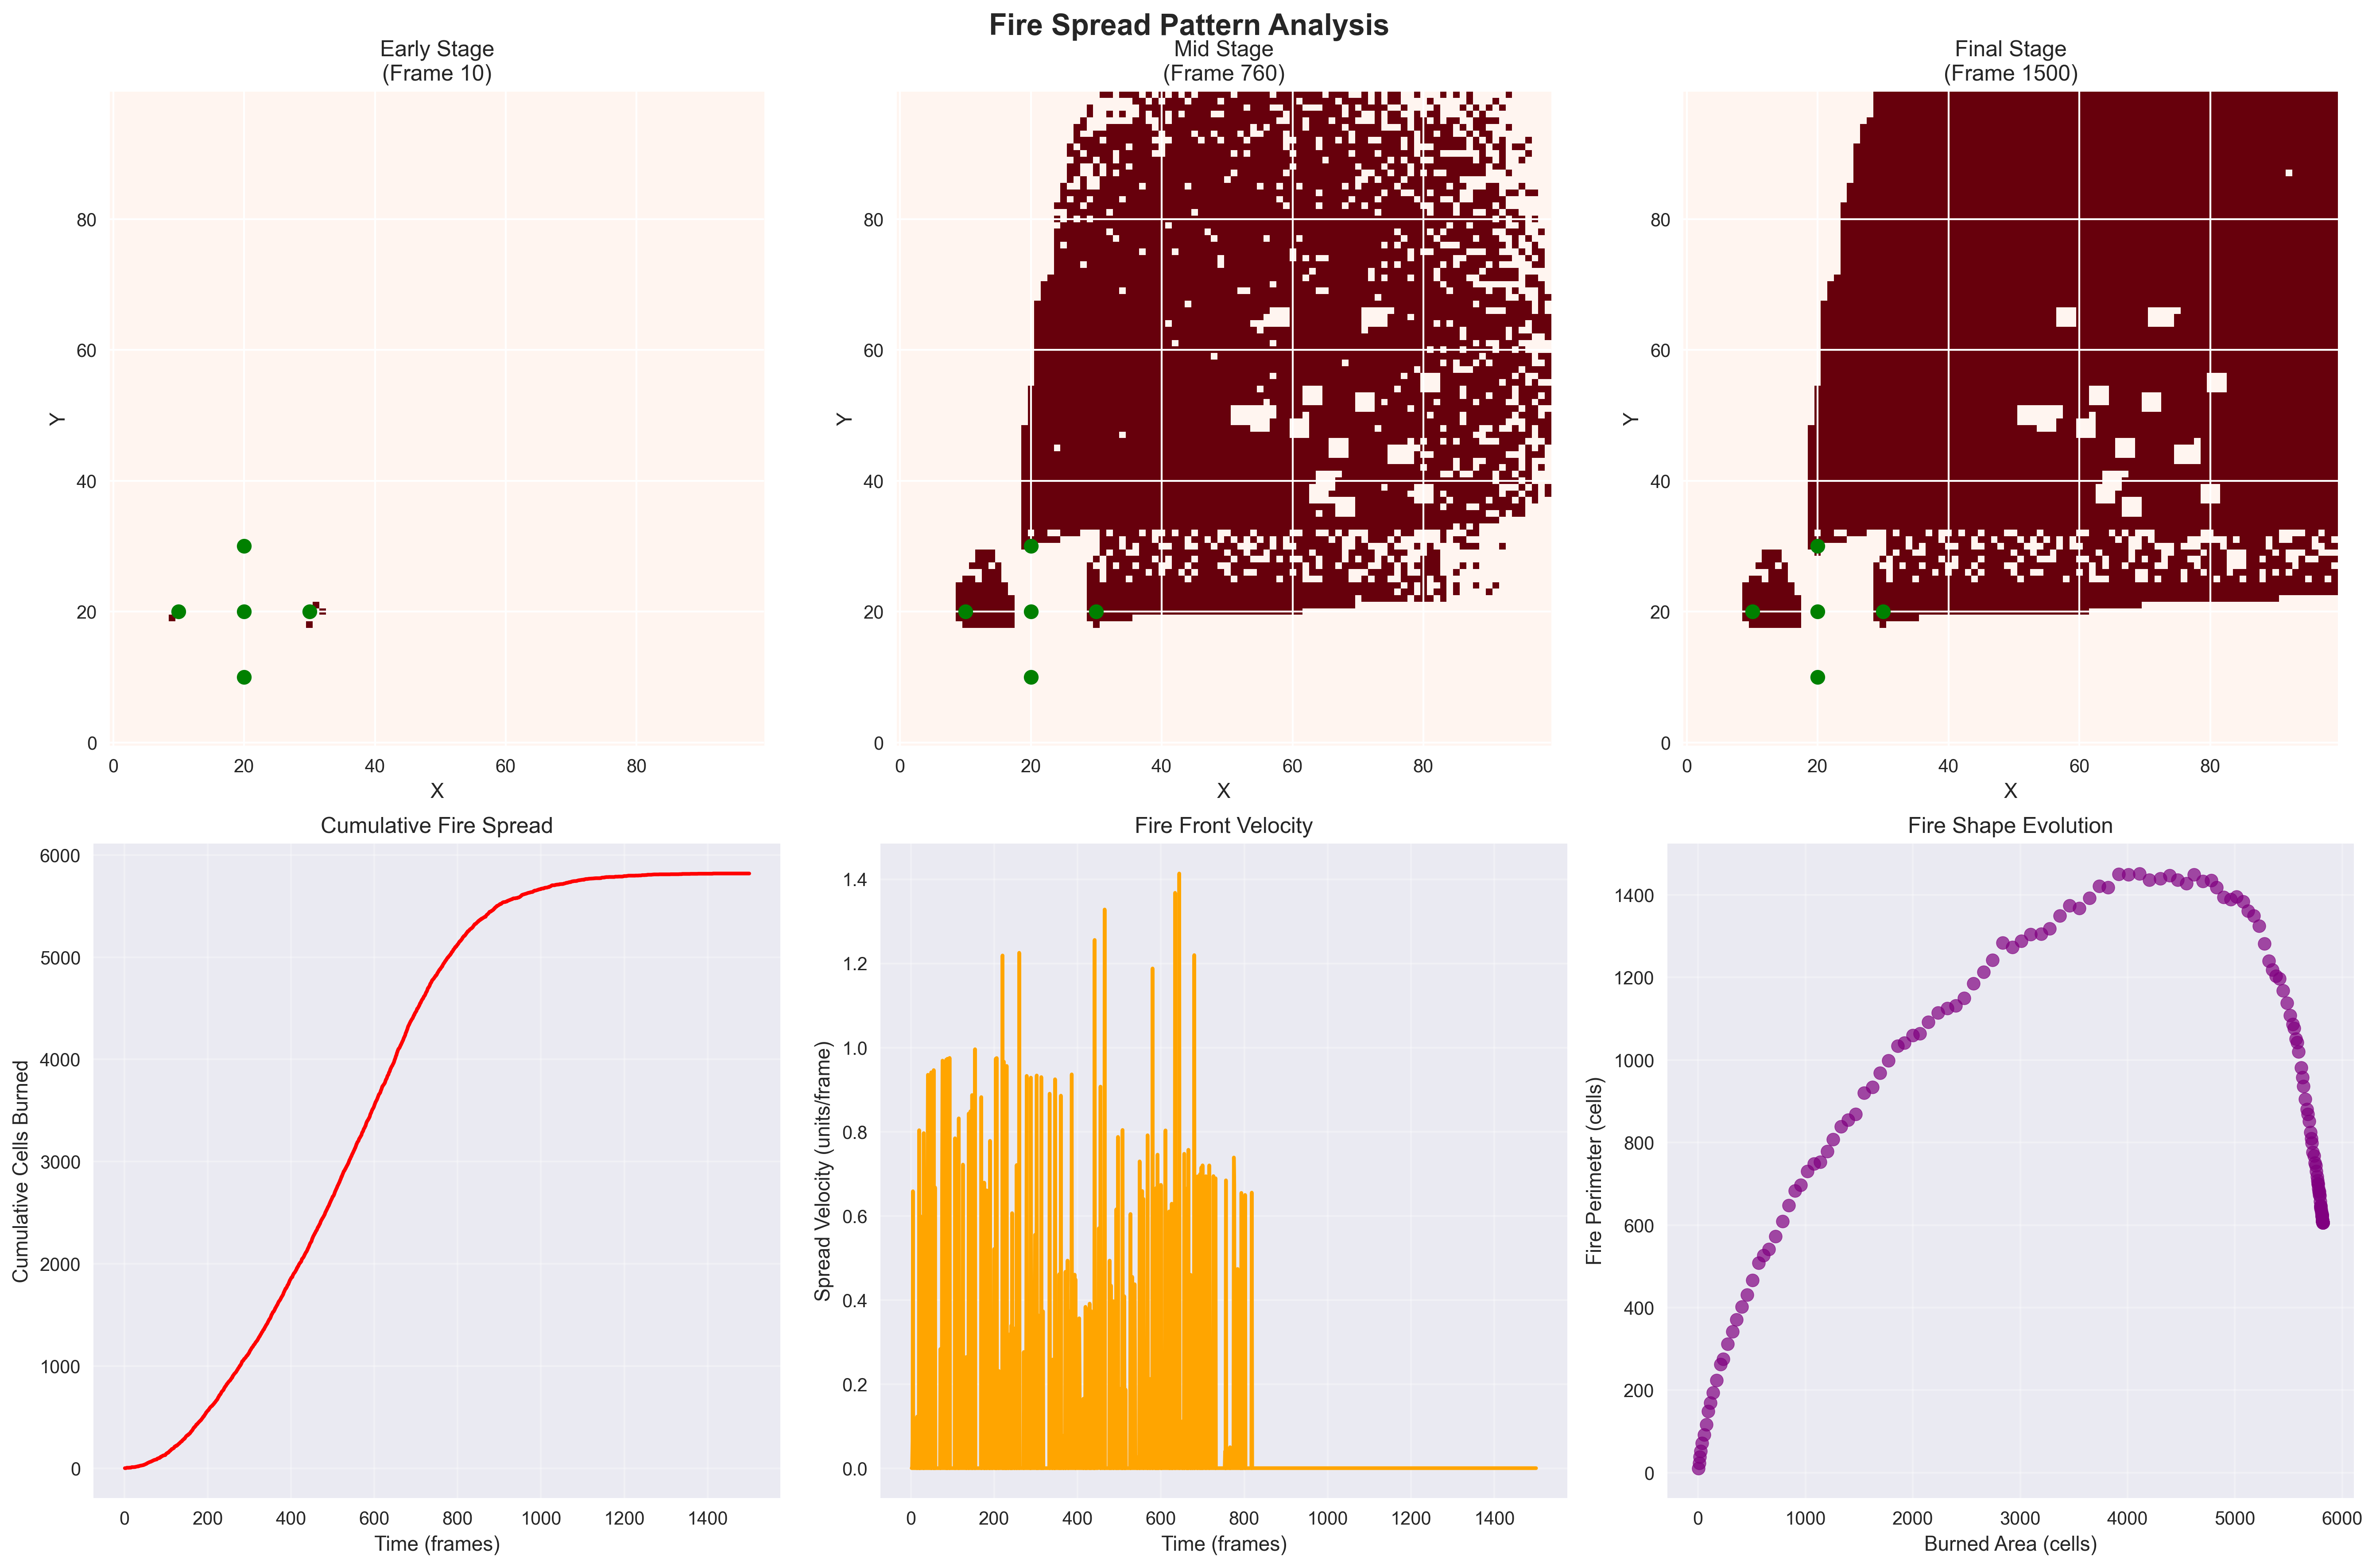 Fire Spread Pattern Analysis
Early Stage
(Frame 10)
Mid Stage
(Frame 760)
Final Stage
(Frame 1500)
80
60
40
20
0
Y
0 20 40 60 80
X
80
60
40
20
0
Y
0 20 40 60 80
X
80
60
40
20
0
Y
0 20 40 60 80
X
Cumulative Fire Spread
6000
5000
4000
3000
2000
1000
0
Cumulative Cells Burned
0 200 400 600 800 1000 1200 1400
Time (frames)
Fire Front Velocity
1.4
1.2
1.0
0.8
0.6
0.4
0.2
0.0
Spread Velocity (units/frame)
0 200 400 600 800 1000 1200 1400
Time (frames)
Fire Shape Evolution
1400
1200
1000
800
600
400
200
0
Fire Perimeter (cells)
0 1000 2000 3000 4000 5000 6000
Burned Area (cells)